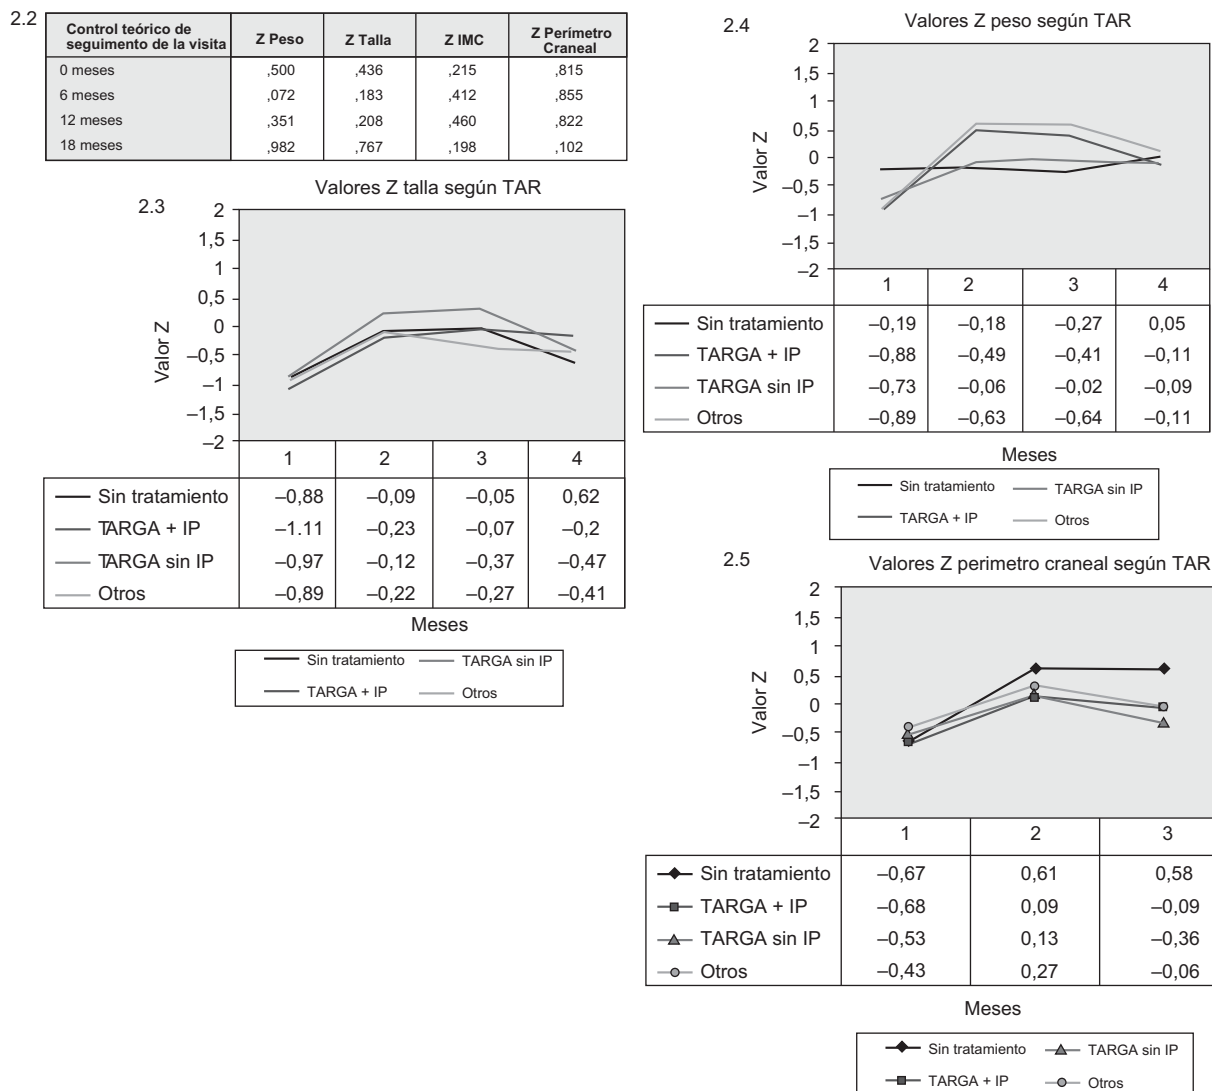 2.2
Control teórico de seguimento de la visita | Z Peso | Z Talla | Z IMC | Z Perímetro Craneal
0 meses | ,500 | ,436 | ,215 | ,815
6 meses | ,072 | ,183 | ,412 | ,855
12 meses | ,351 | ,208 | ,460 | ,822
18 meses | ,982 | ,767 | ,198 | ,102
2.3
Valores Z talla según TAR
Valor Z
2
1,5
1
0,5
0
–0,5
–1
–1,5
–2
1 2 3 4
Sin tratamiento –0,88 –0,09 –0,05 0,62
TARGA + IP –1.11 –0,23 –0,07 –0,2
TARGA sin IP –0,97 –0,12 –0,37 –0,47
Otros –0,89 –0,22 –0,27 –0,41
Meses
Sin tratamiento TARGA sin IP
TARGA + IP Otros
2.4
Valores Z peso según TAR
Valor Z
2
1,5
1
0,5
0
–0,5
–1
–1,5
–2
1 2 3 4
Sin tratamiento –0,19 –0,18 –0,27 0,05
TARGA + IP –0,88 –0,49 –0,41 –0,11
TARGA sin IP –0,73 –0,06 –0,02 –0,09
Otros –0,89 –0,63 –0,64 –0,11
Meses
Sin tratamiento TARGA sin IP
TARGA + IP Otros
2.5
Valores Z perimetro craneal según TAR
Valor Z
2
1,5
1
0,5
0
–0,5
–1
–1,5
–2
1 2 3
Sin tratamiento –0,67 0,61 0,58
TARGA + IP –0,68 0,09 –0,09
TARGA sin IP –0,53 0,13 –0,36
Otros –0,43 0,27 –0,06
Meses
Sin tratamiento TARGA sin IP
TARGA + IP Otros